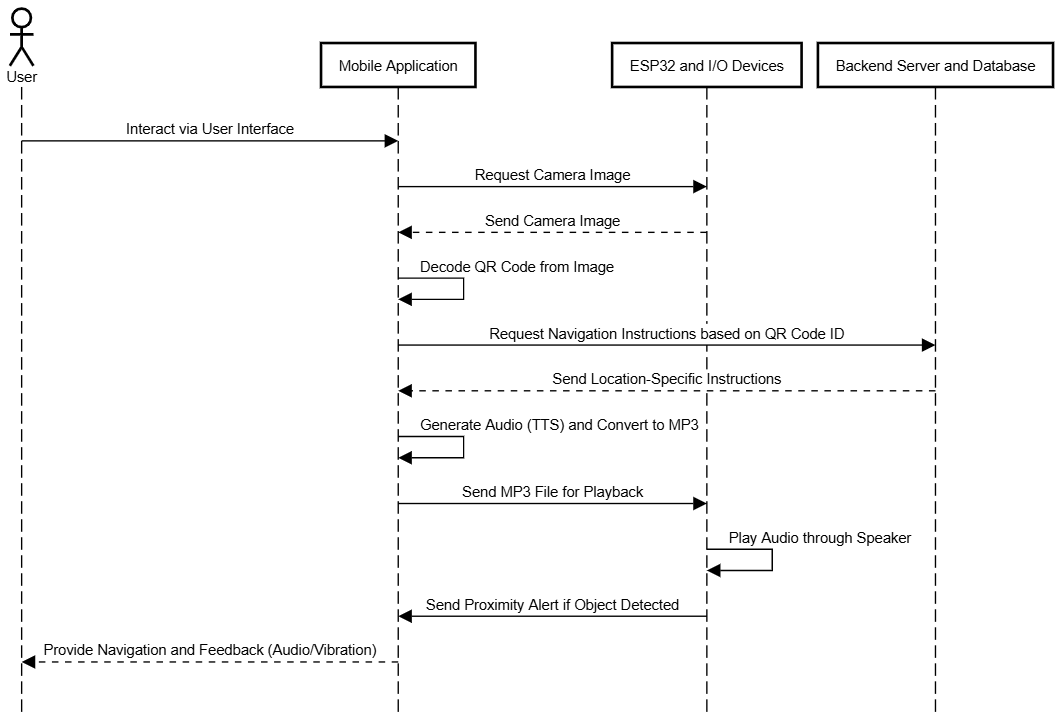 User
Mobile Application
ESP32 and I/O Devices
Backend Server and Database
Interact via User Interface
Request Camera Image
Send Camera Image
Decode QR Code from Image
Request Navigation Instructions based on QR Code ID
Send Location-Specific Instructions
Generate Audio (TTS) and Convert to MP3
Send MP3 File for Playback
Play Audio through Speaker
Send Proximity Alert if Object Detected
Provide Navigation and Feedback (Audio/Vibration)